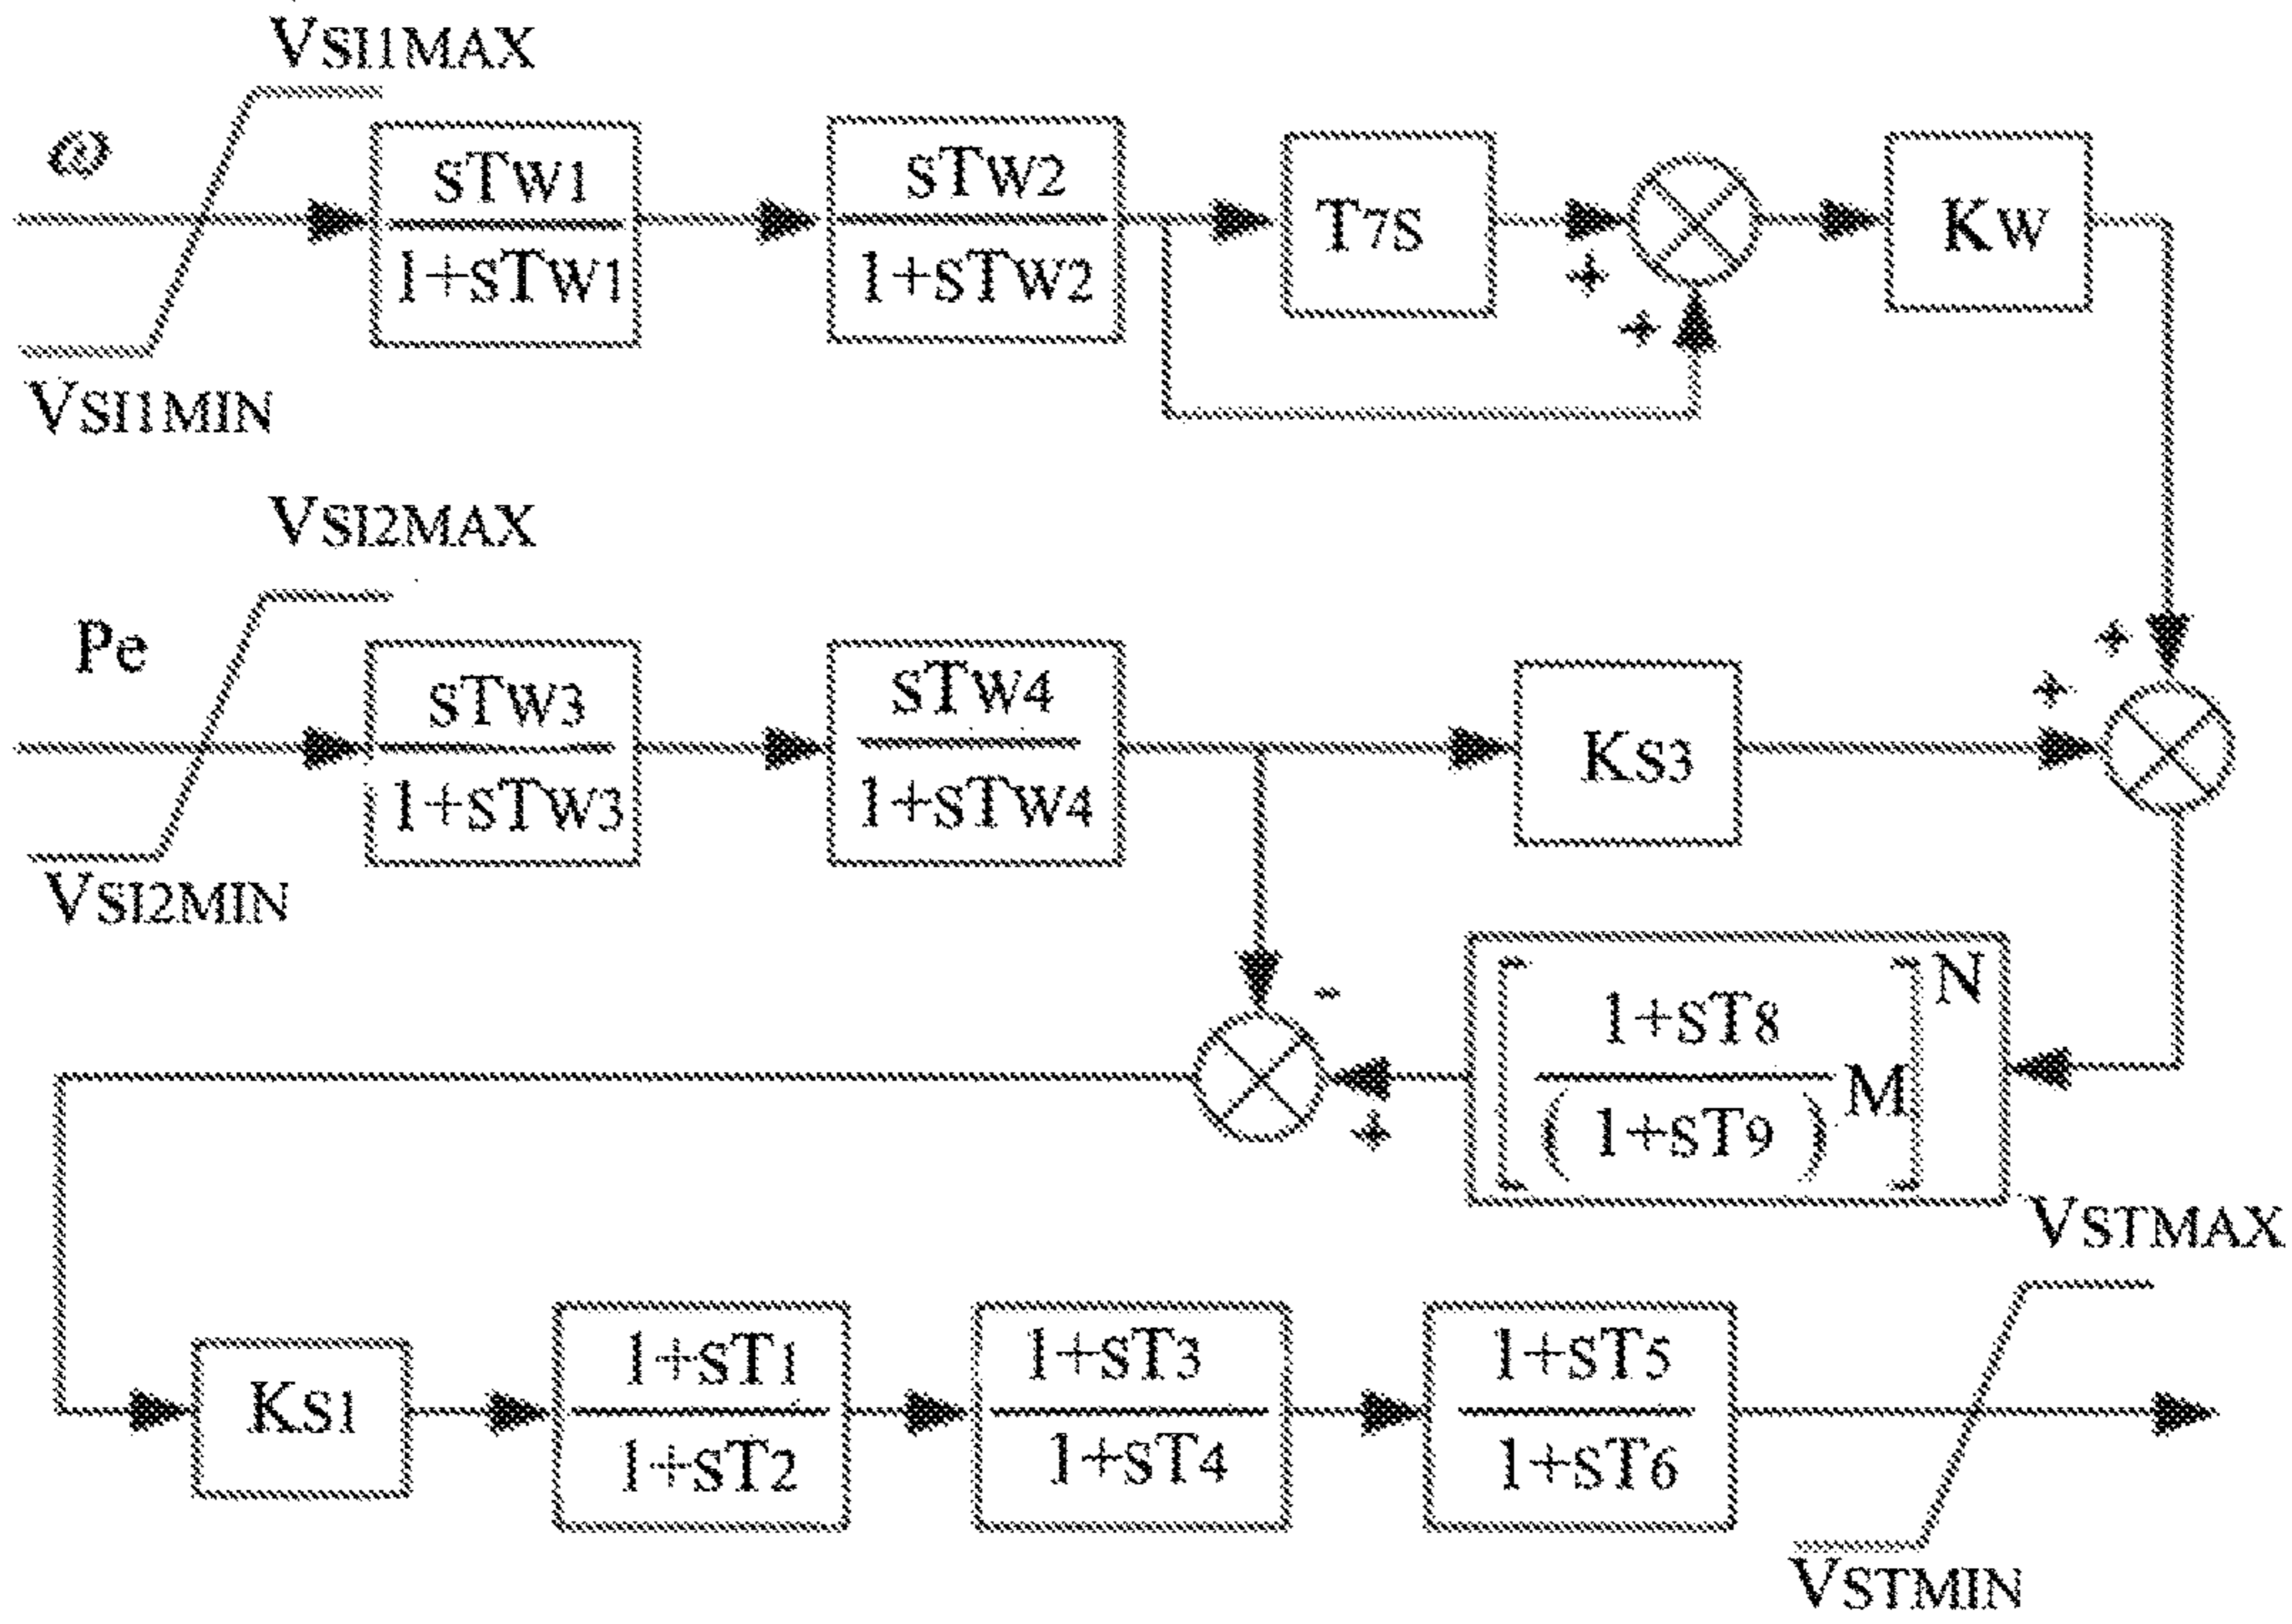 VSI1MAX
ω
sTW1
1+sTW1
sTW2
1+sTW2
T7S
+
+
KW
VSI1MIN
VSI2MAX
Pe
sTW3
1+sTW3
sTW4
1+sTW4
KS3
+
+
VSI2MIN
-
+
[ 1+sT8
( 1+sT9 ) M ] N
VSTMAX
KS1
1+sT1
1+sT2
1+sT3
1+sT4
1+sT5
1+sT6
VSTMIN